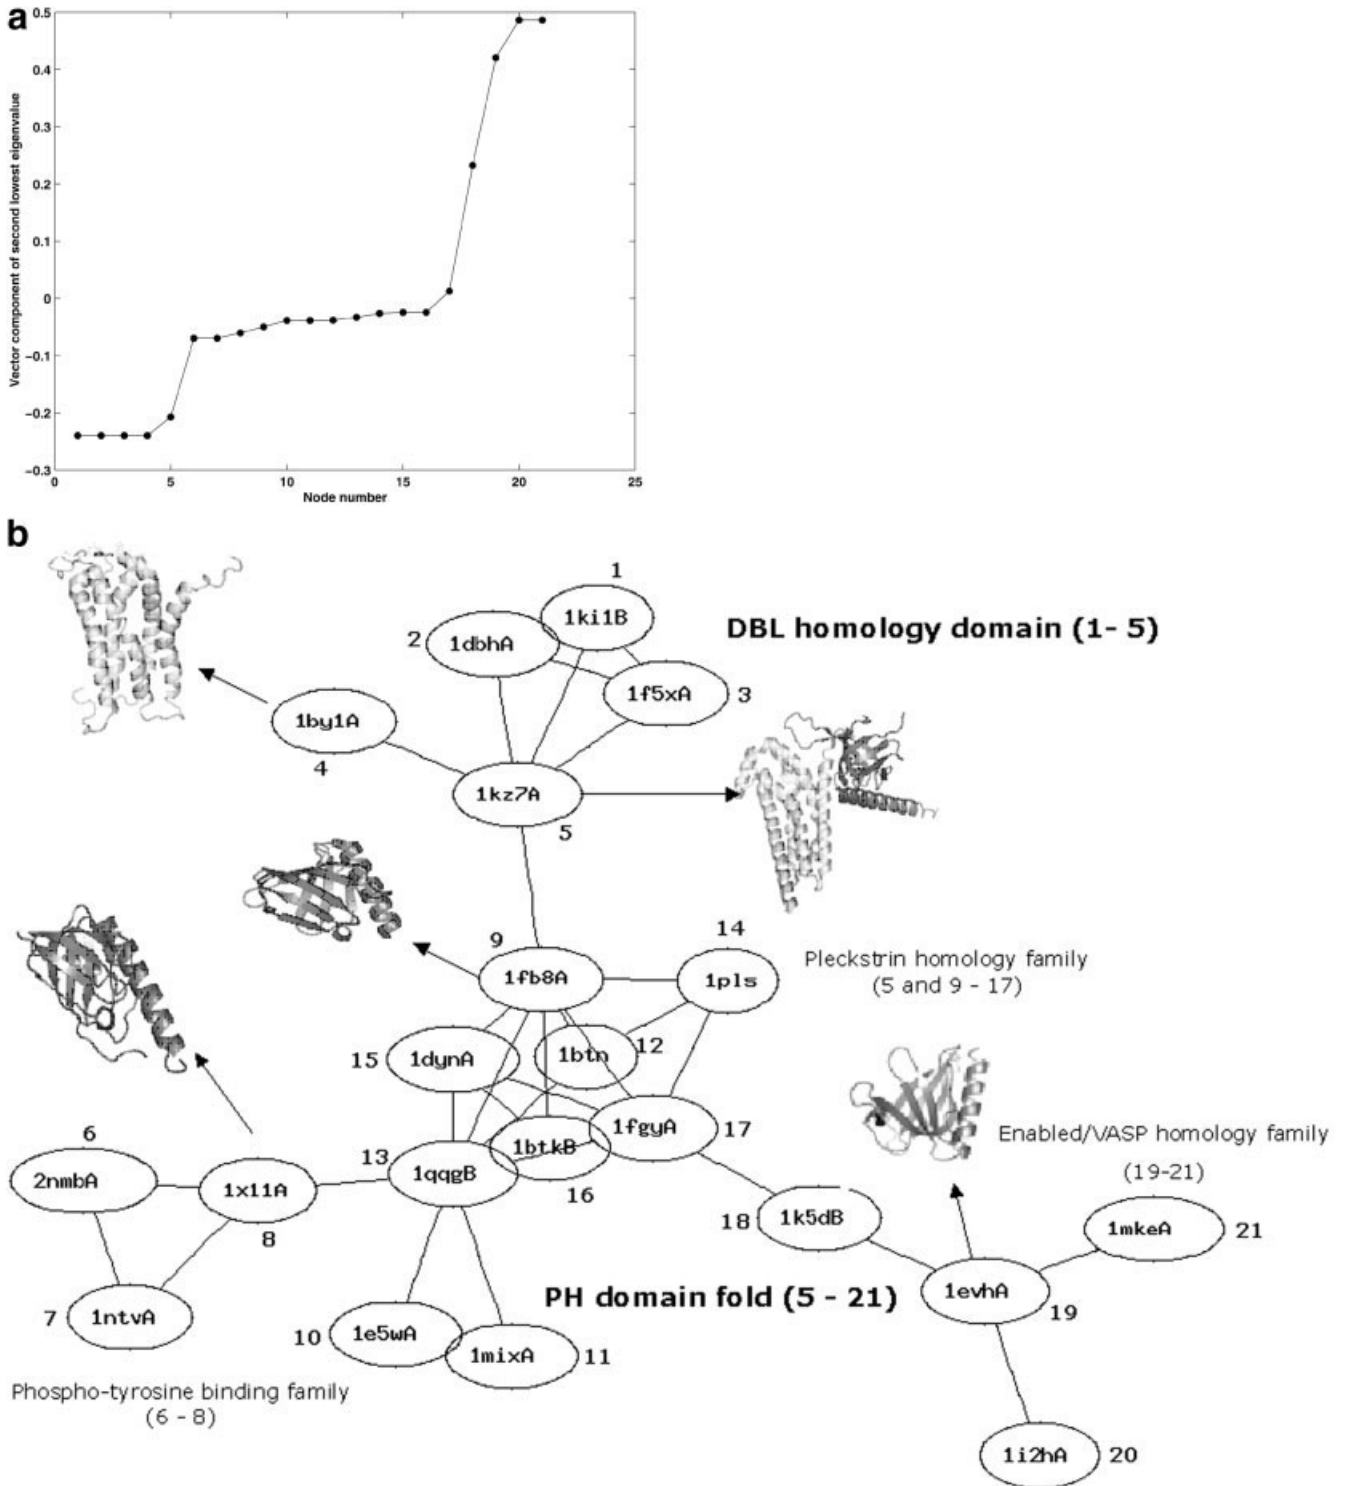 a
0.5
0.4
0.3
0.2
0.1
0
−0.1
−0.2
−0.3
Vector component of second lowest eigenvalue
0 5 10 15 20 25
Node number
b
1
1ki1B
2
1dbhA
DBL homology domain (1- 5)
1f5xA
3
1by1A
4
1kz7A
5
9
14
1fb8A
1pls
Pleckstrin homology family
(5 and 9 - 17)
15
1dynA
1btn
12
1fgyA
17
Enabled/VASP homology family
(19-21)
6
13
1btkB
2nmbA
1x11A
1qqgB
16
8
18
1k5dB
1mkeA
21
1evhA
19
PH domain fold (5 - 21)
7
1ntvA
10
1e5wA
1mixA
11
Phospho-tyrosine binding family
(6 - 8)
1i2hA
20